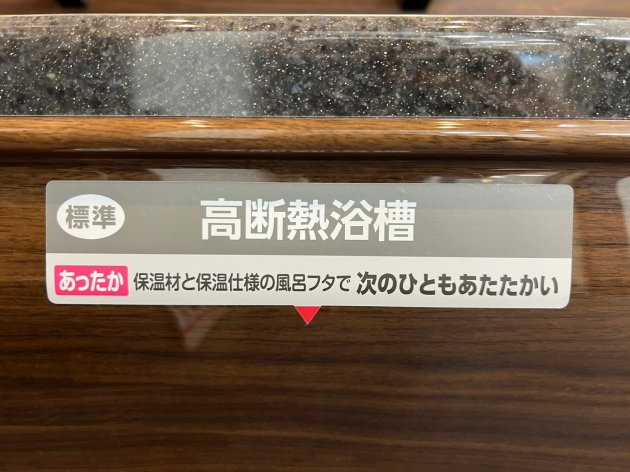 標準 高断熱浴槽
あったか 保温材と保温仕様の風呂フタで 次のひともあたたかい